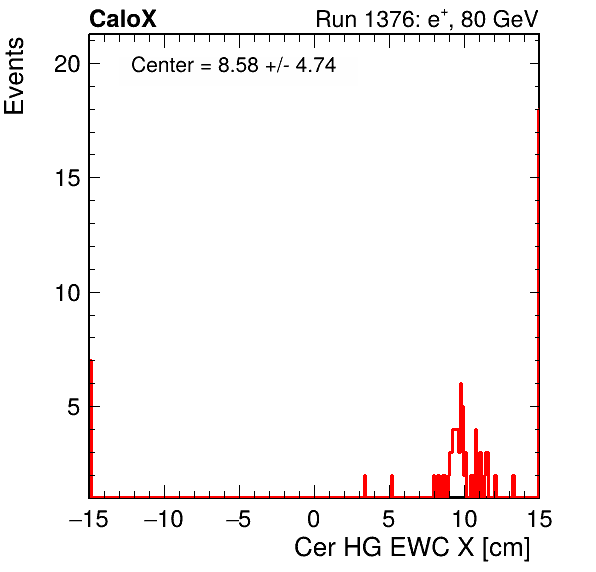 CaloX Run 1376: e⁺, 80 GeV
Events
Center = 8.58 +/- 4.74
20
15
10
5
−15 −10 −5 0 5 10 15
Cer HG EWC X [cm]